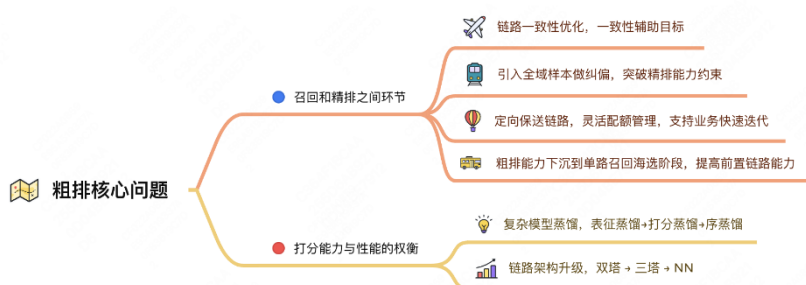 链路一致性优化，一致性辅助目标
引入全域样本做纠偏，突破精排能力约束
召回和精排之间环节
定向保送链路，灵活配额管理，支持业务快速迭代
粗排能力下沉到单路召回海选阶段，提高前置链路能力
粗排核心问题
复杂模型蒸馏，表征蒸馏→打分蒸馏→序蒸馏
打分能力与性能的权衡
链路架构升级，双塔 → 三塔 → NN